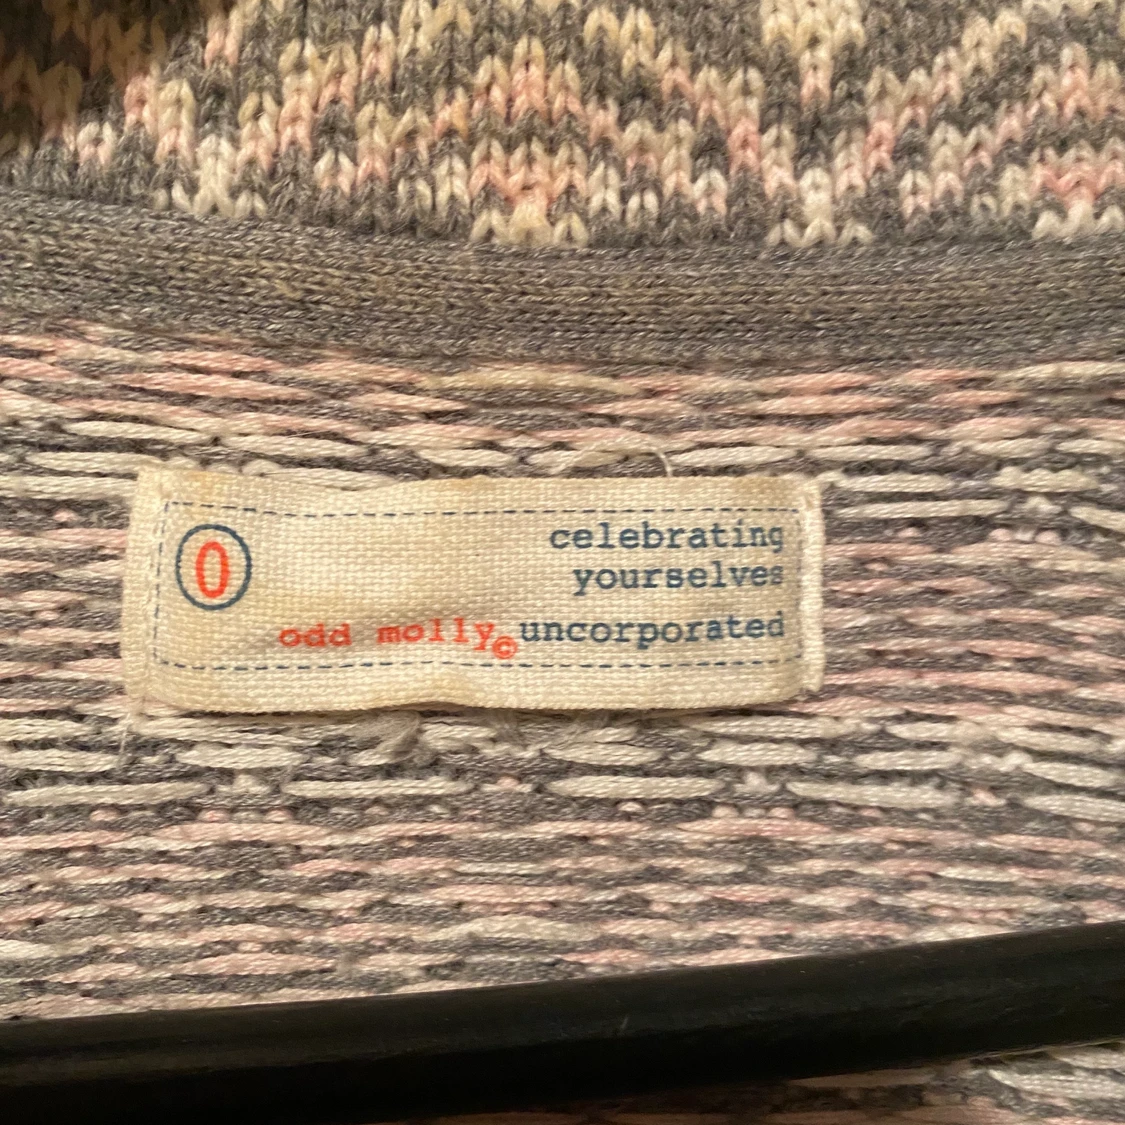 0
celebrating
yourselves
odd molly© uncorporated